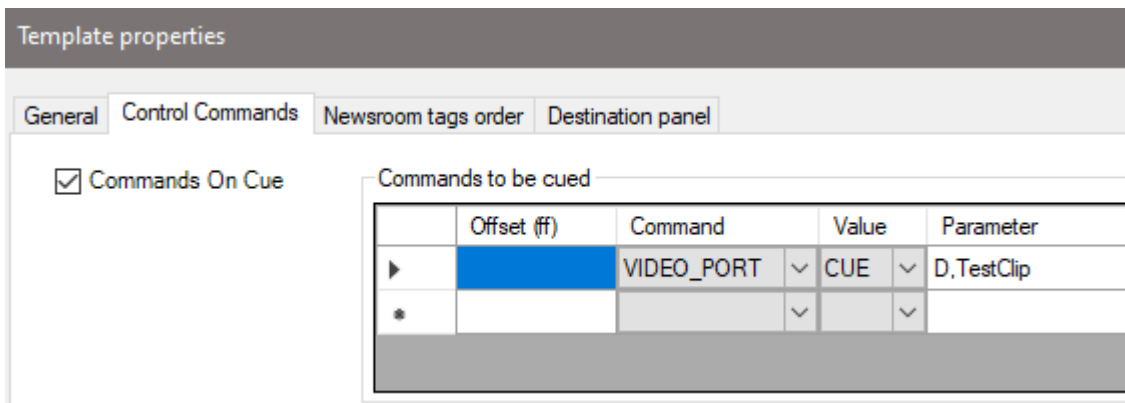 Template properties
General Control Commands Newsroom tags order Destination panel
Commands On Cue
Commands to be cued
Offset (ff) Command Value Parameter
VIDEO_PORT CUE D,TestClip